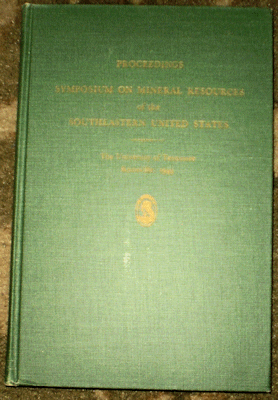 PROCEEDINGS
SYMPOSIUM ON MINERAL RESOURCES
of the
SOUTHEASTERN UNITED STATES
The University of Tennessee